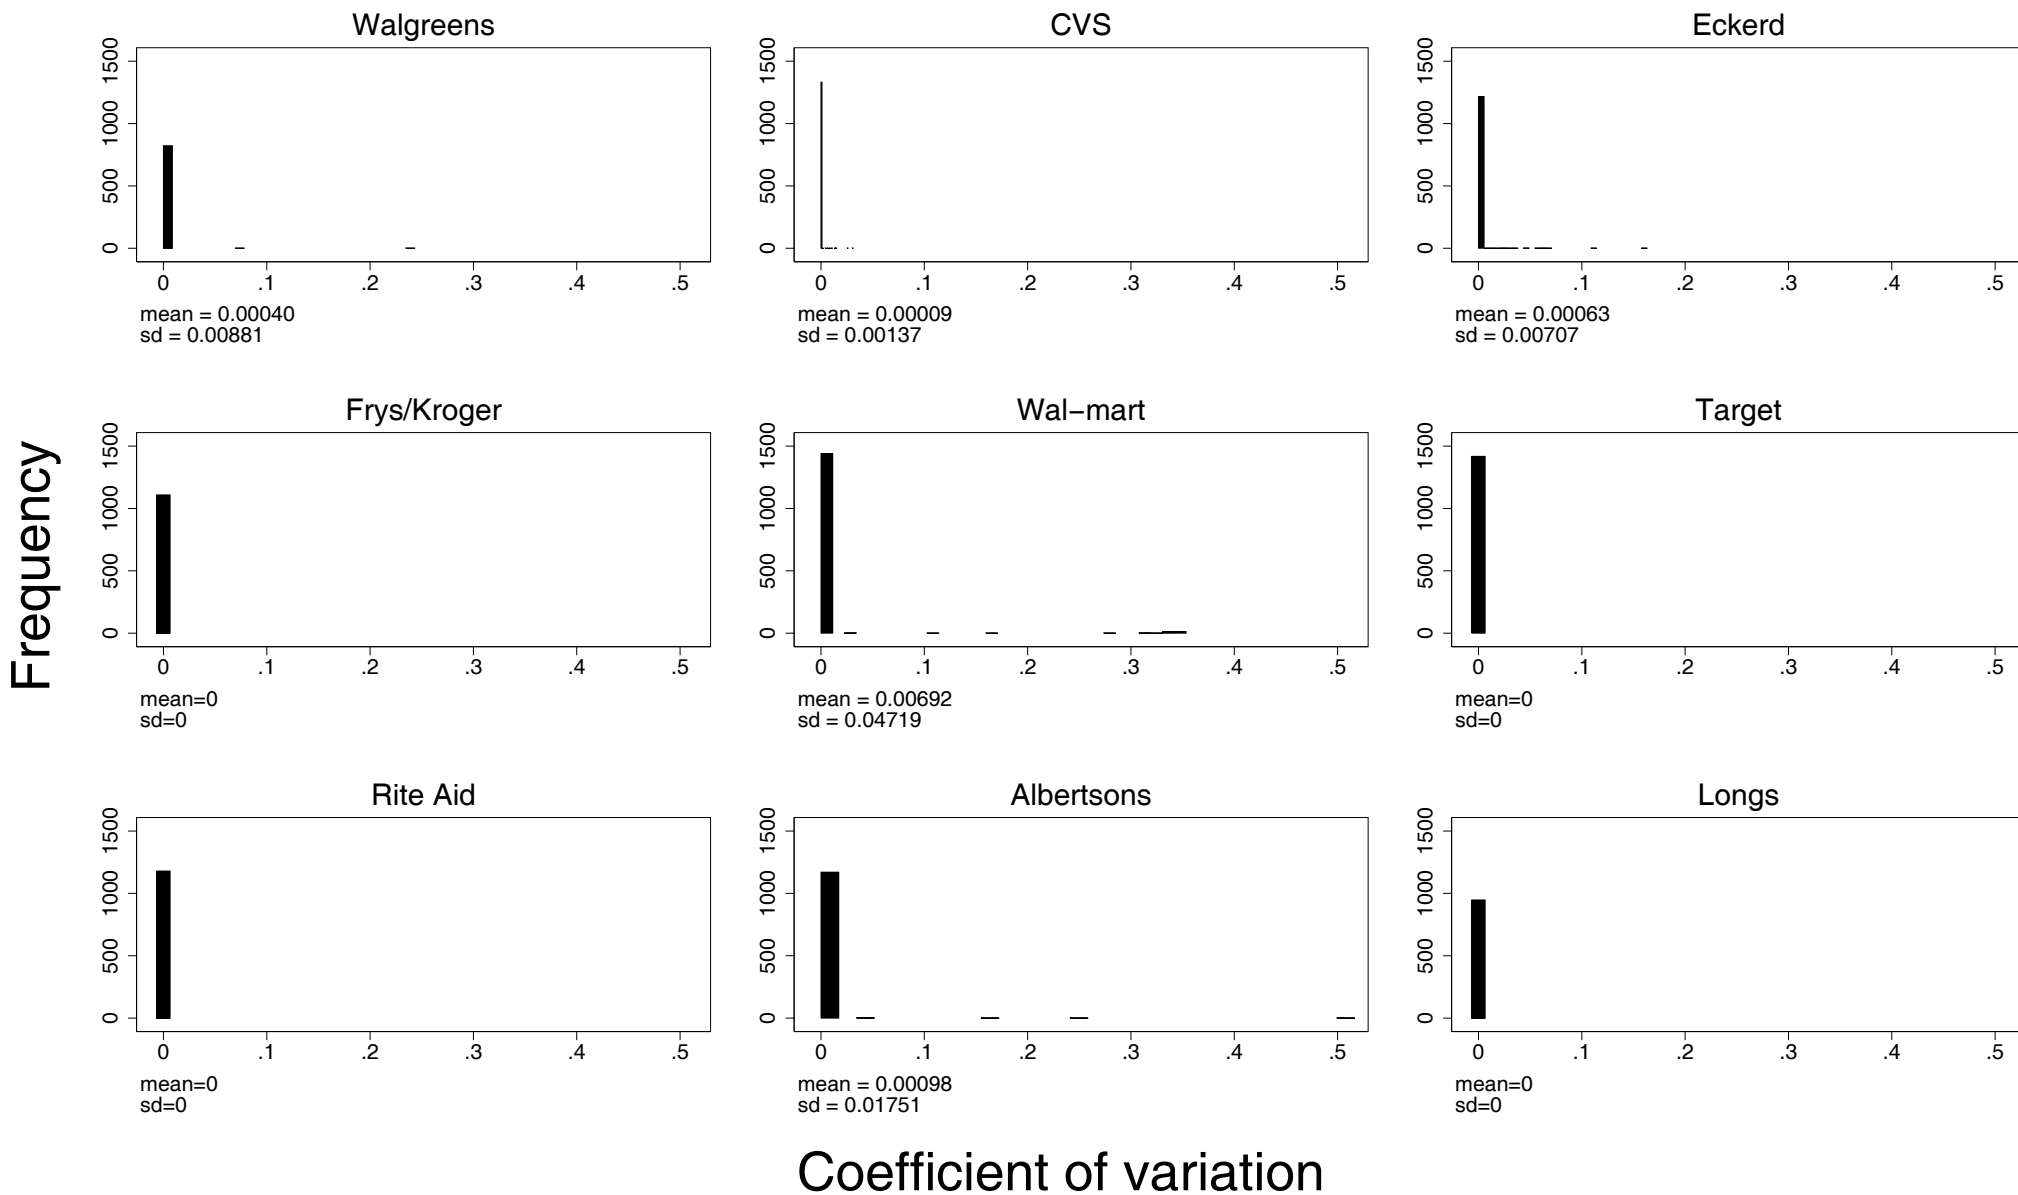 Walgreens
1500
1000
500
0
0 .1 .2 .3 .4 .5
mean = 0.00040
sd = 0.00881
CVS
1500
1000
500
0
0 .1 .2 .3 .4 .5
mean = 0.00009
sd = 0.00137
Eckerd
1500
1000
500
0
0 .1 .2 .3 .4 .5
mean = 0.00063
sd = 0.00707
Frequency
Frys/Kroger
1500
1000
500
0
0 .1 .2 .3 .4 .5
mean=0
sd=0
Wal−mart
1500
1000
500
0
0 .1 .2 .3 .4 .5
mean = 0.00692
sd = 0.04719
Target
1500
1000
500
0
0 .1 .2 .3 .4 .5
mean=0
sd=0
Rite Aid
1500
1000
500
0
0 .1 .2 .3 .4 .5
mean=0
sd=0
Albertsons
1500
1000
500
0
0 .1 .2 .3 .4 .5
mean = 0.00098
sd = 0.01751
Longs
1500
1000
500
0
0 .1 .2 .3 .4 .5
mean=0
sd=0
Coefficient of variation